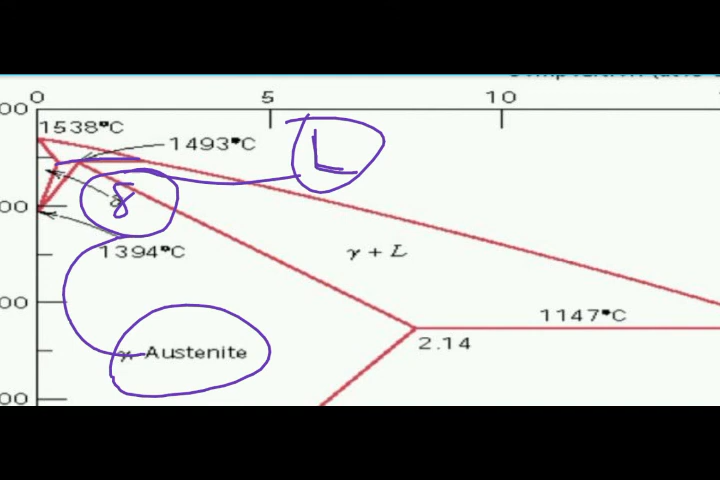 0 5 10
1538°C
1493°C
L
δ
1394°C
γ + L
1147°C
2.14
γ, Austenite